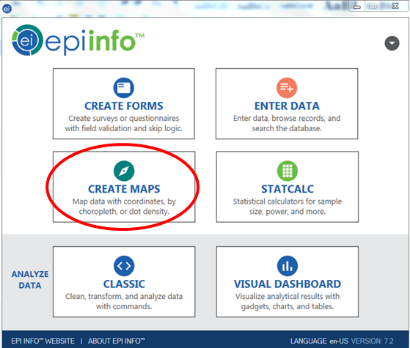 ei
ei epiinfo™
CREATE FORMS
Create surveys or questionnaires
with field validation and skip logic.
ENTER DATA
Enter data, browse records, and
search the database.
CREATE MAPS
Map data with coordinates, by
choropleth, or dot density.
STATCALC
Statistical calculators for sample
size, power, and more.
ANALYZE
DATA
CLASSIC
Clean, transform, and analyze data
with commands.
VISUAL DASHBOARD
Visualize analytical results with
gadgets, charts, and tables.
EPI INFO™ WEBSITE | ABOUT EPI INFO™
LANGUAGE en-US VERSION: 7.2